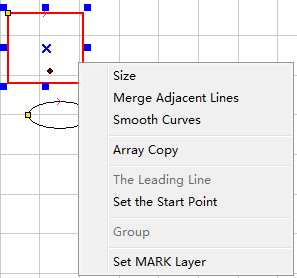 Size
Merge Adjacent Lines
Smooth Curves
Array Copy
The Leading Line
Set the Start Point
Group
Set MARK Layer